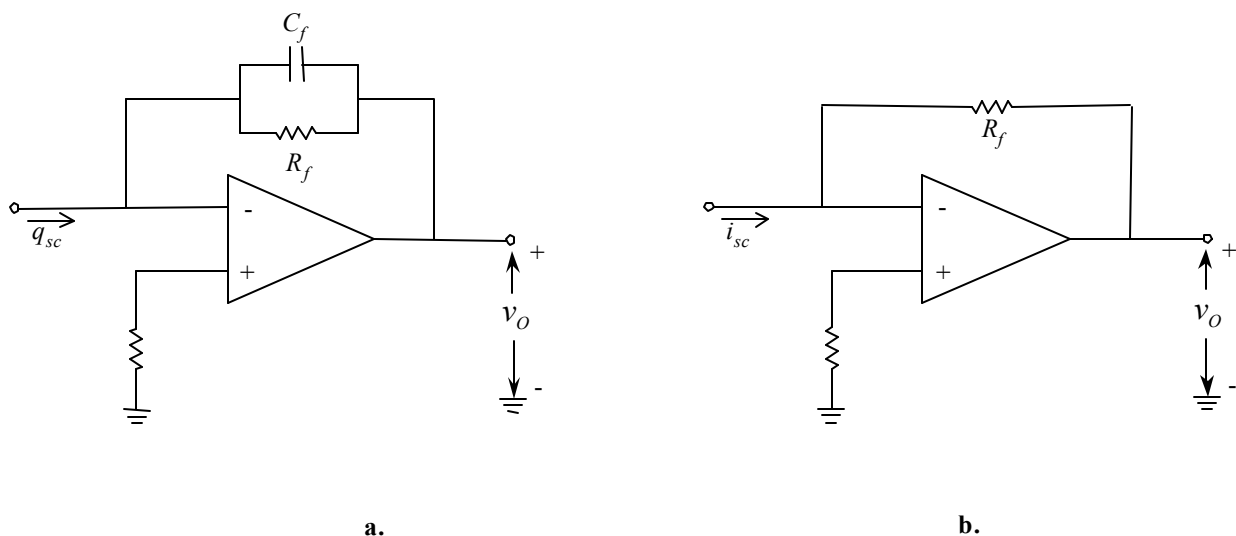 C_f
R_f
-
+
q_sc
+
v_O
-
a.
R_f
-
+
i_sc
+
v_O
-
b.